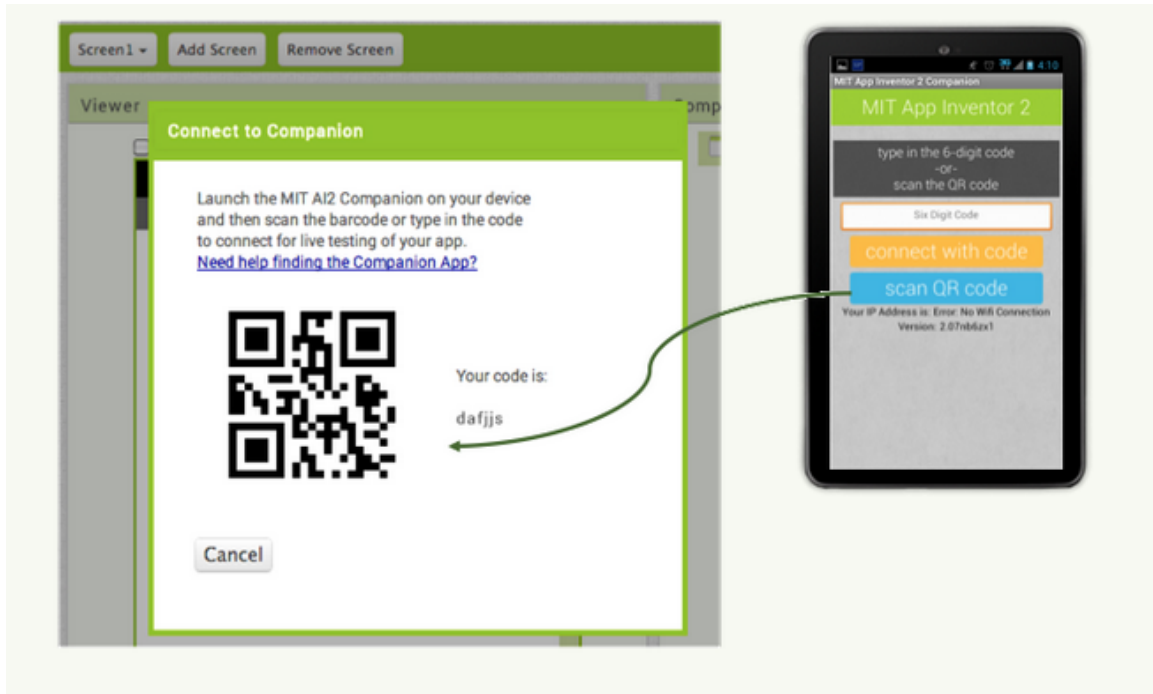 Screen1
Add Screen
Remove Screen
Viewer
Comp
Connect to Companion
Launch the MIT AI2 Companion on your device
and then scan the barcode or type in the code
to connect for live testing of your app.
Need help finding the Companion App?
Your code is:
dafjjs
Cancel
4:10
MIT App Inventor 2 Companion
MIT App Inventor 2
type in the 6-digit code
-or-
scan the QR code
Six Digit Code
connect with code
scan QR code
Your IP Address is: Error: No Wifi Connection
Version: 2.07nb6zx1